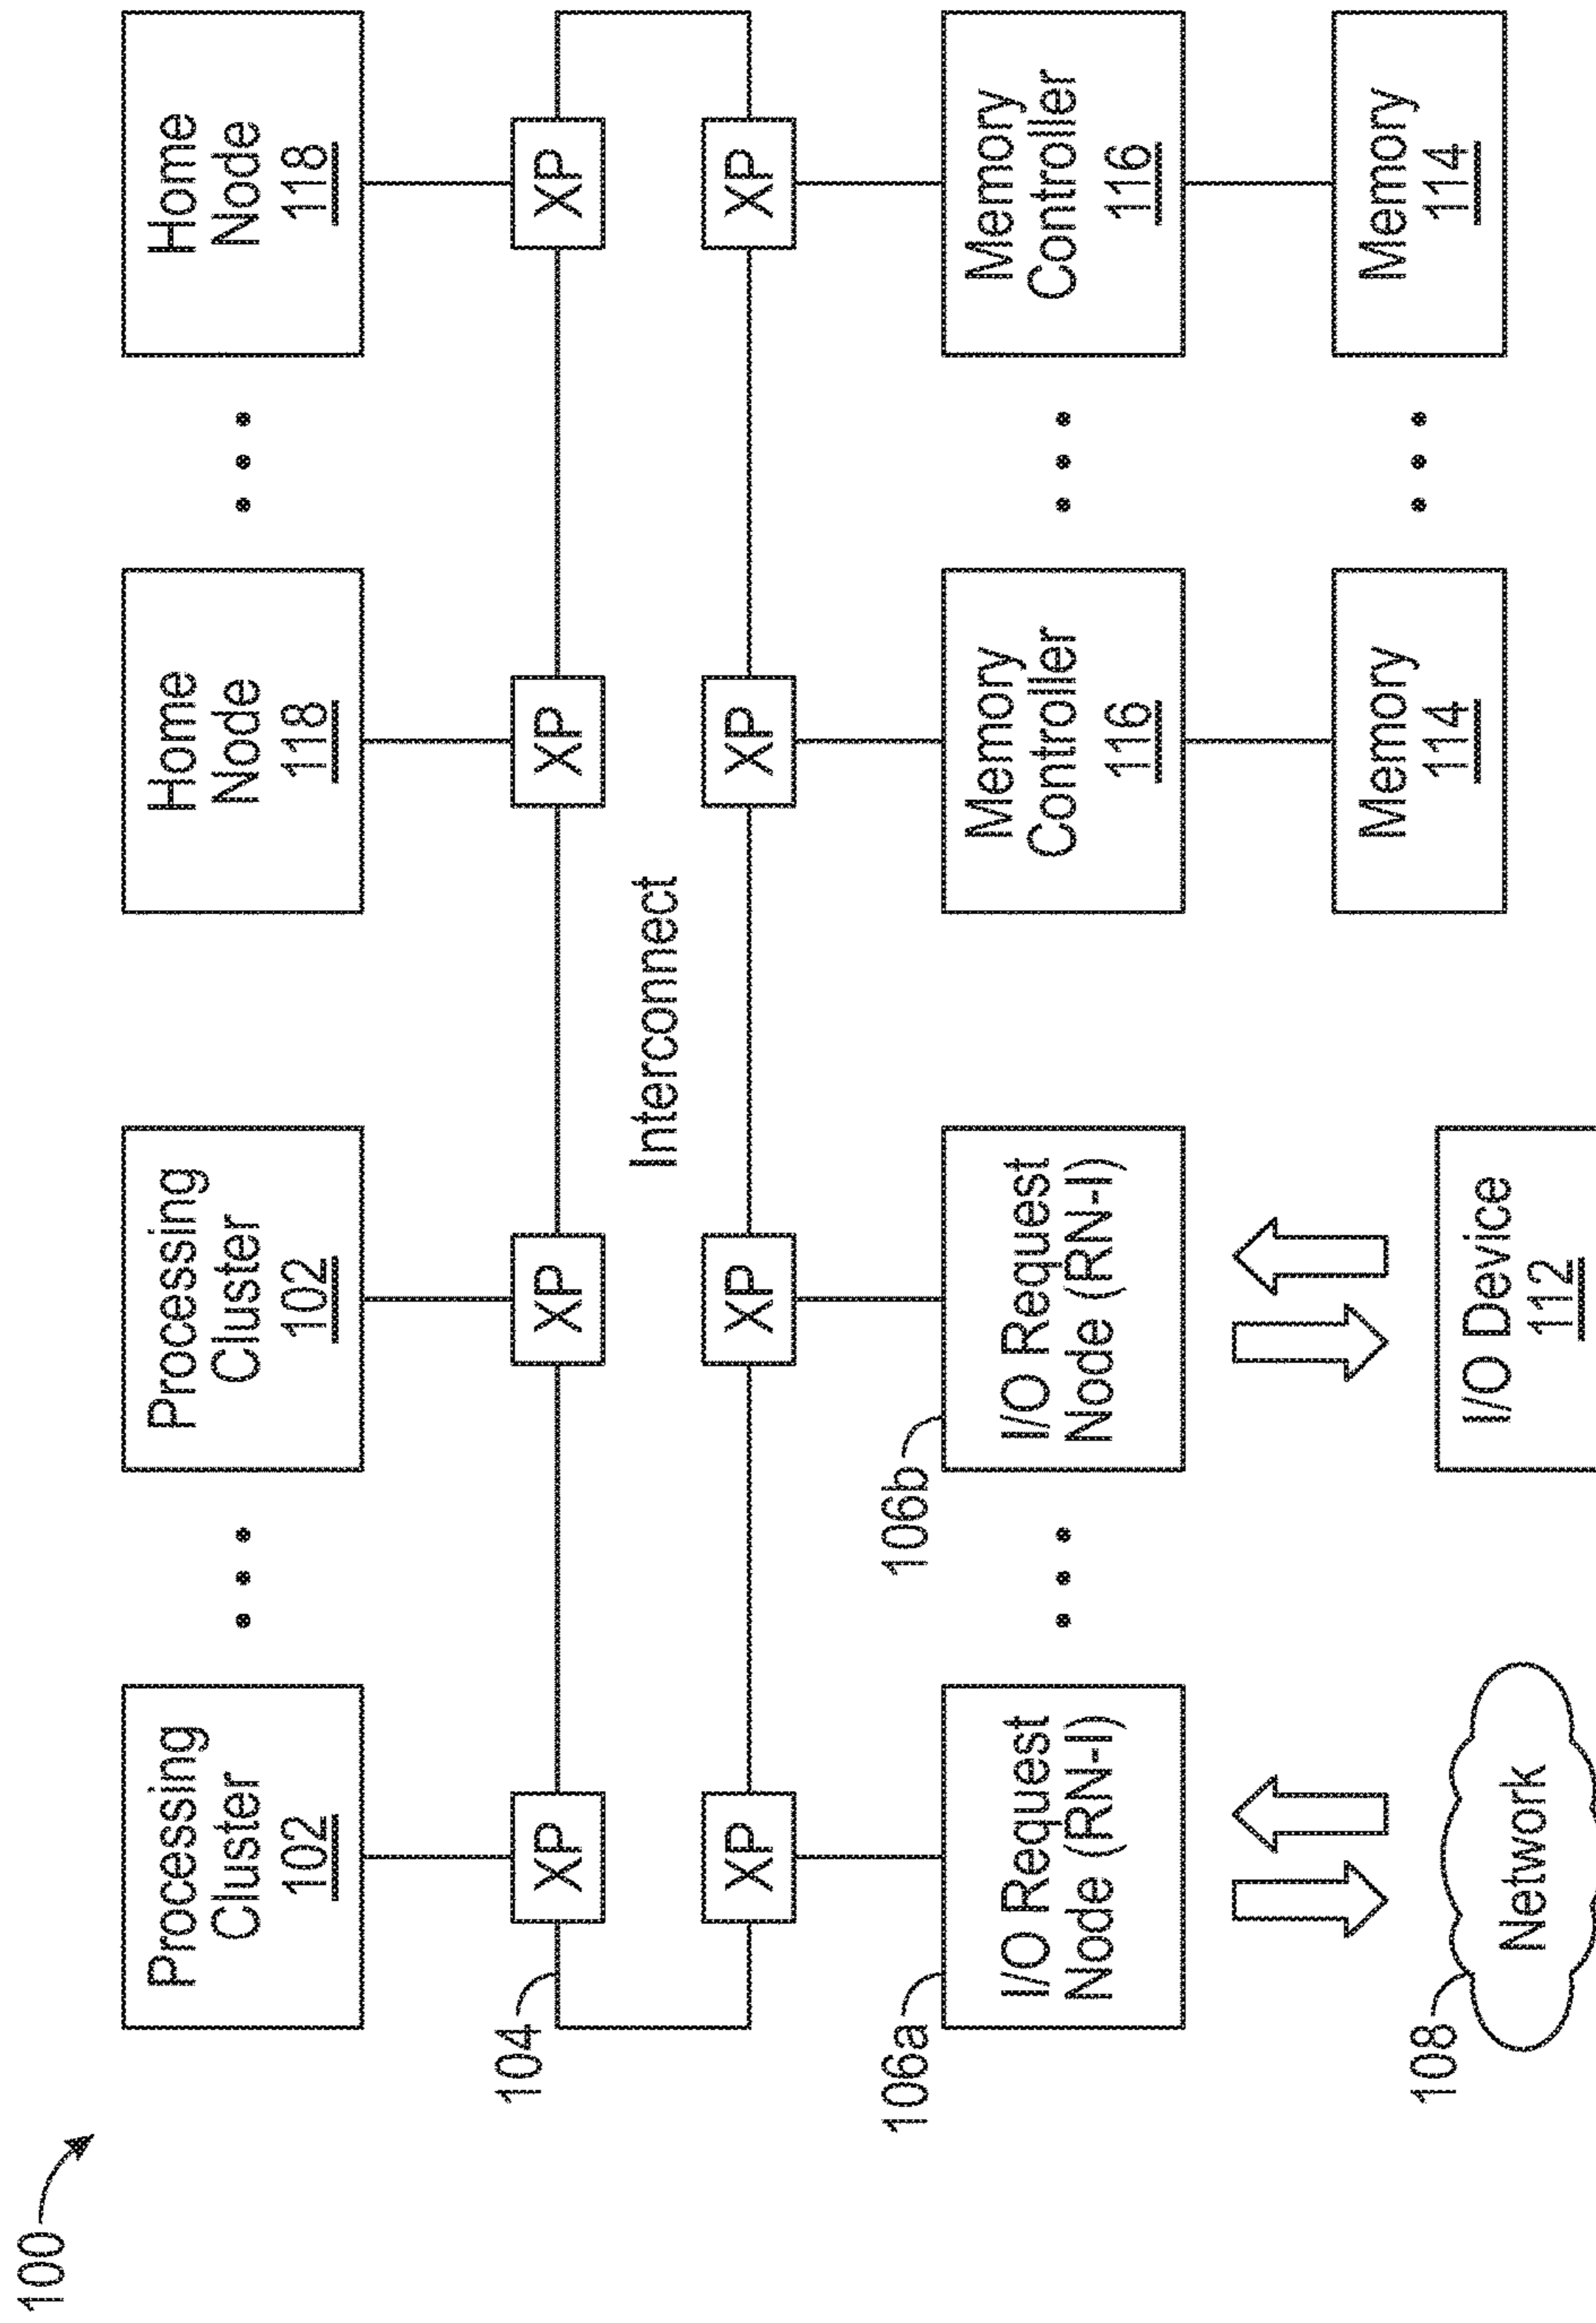 100
Processing
Cluster
102
Processing
Cluster
102
Home
Node
118
Home
Node
118
104
XP
XP
XP
XP
Interconnect
XP
XP
XP
XP
106a
I/O Request
Node (RN-I)
106b
I/O Request
Node (RN-I)
Memory
Controller
116
Memory
Controller
116
108
Network
I/O Device
112
Memory
114
Memory
114